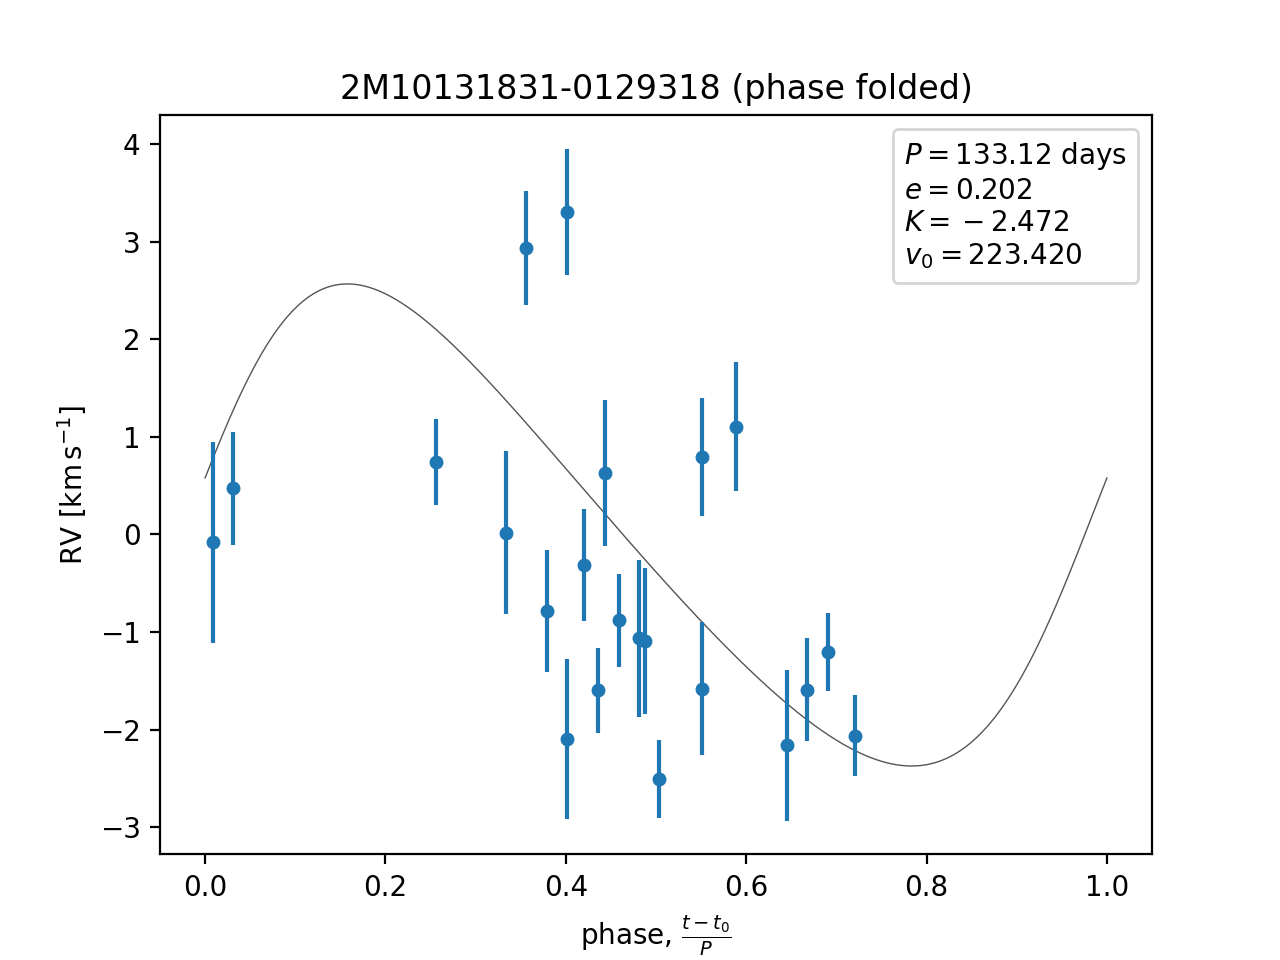 2M10131831-0129318 (phase folded)
P = 133.12 days
e = 0.202
K = −2.472
v₀ = 223.420
4
3
2
1
0
−1
−2
−3
RV [km s⁻¹]
0.0 0.2 0.4 0.6 0.8 1.0
phase, (t − t₀)/P